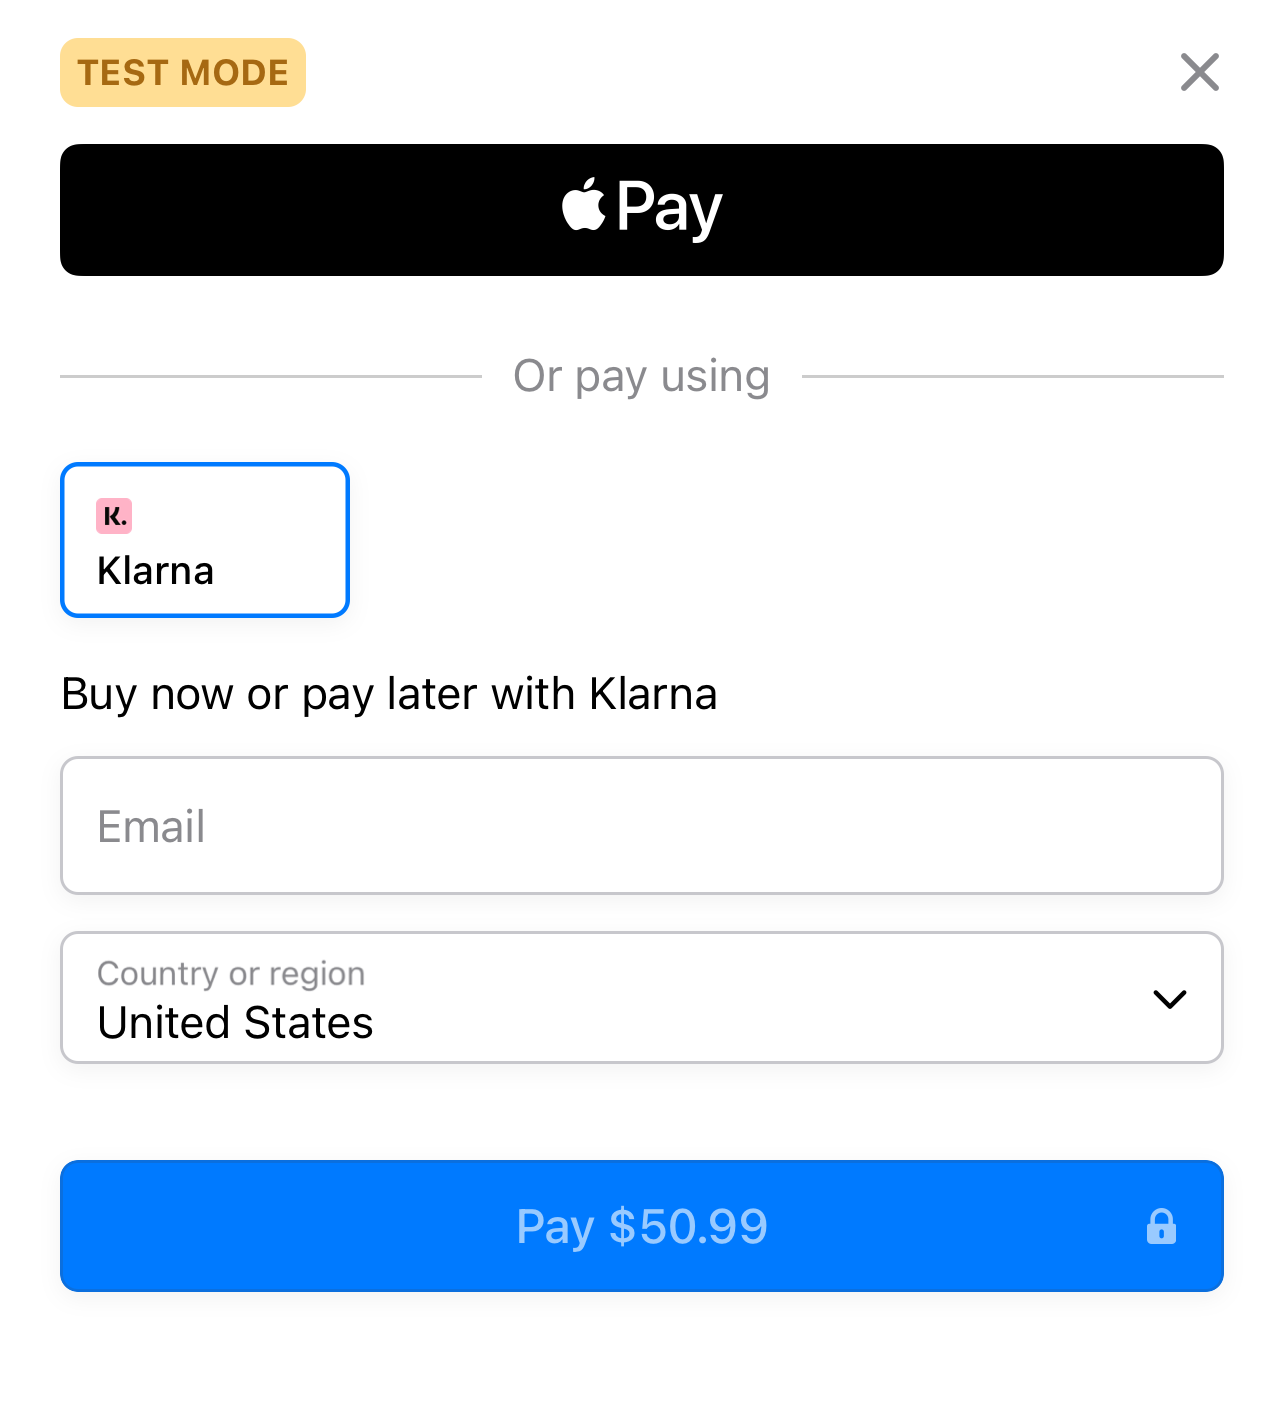 TEST MODE
Pay
Or pay using
K.
Klarna
Buy now or pay later with Klarna
Email
Country or region
United States
Pay $50.99